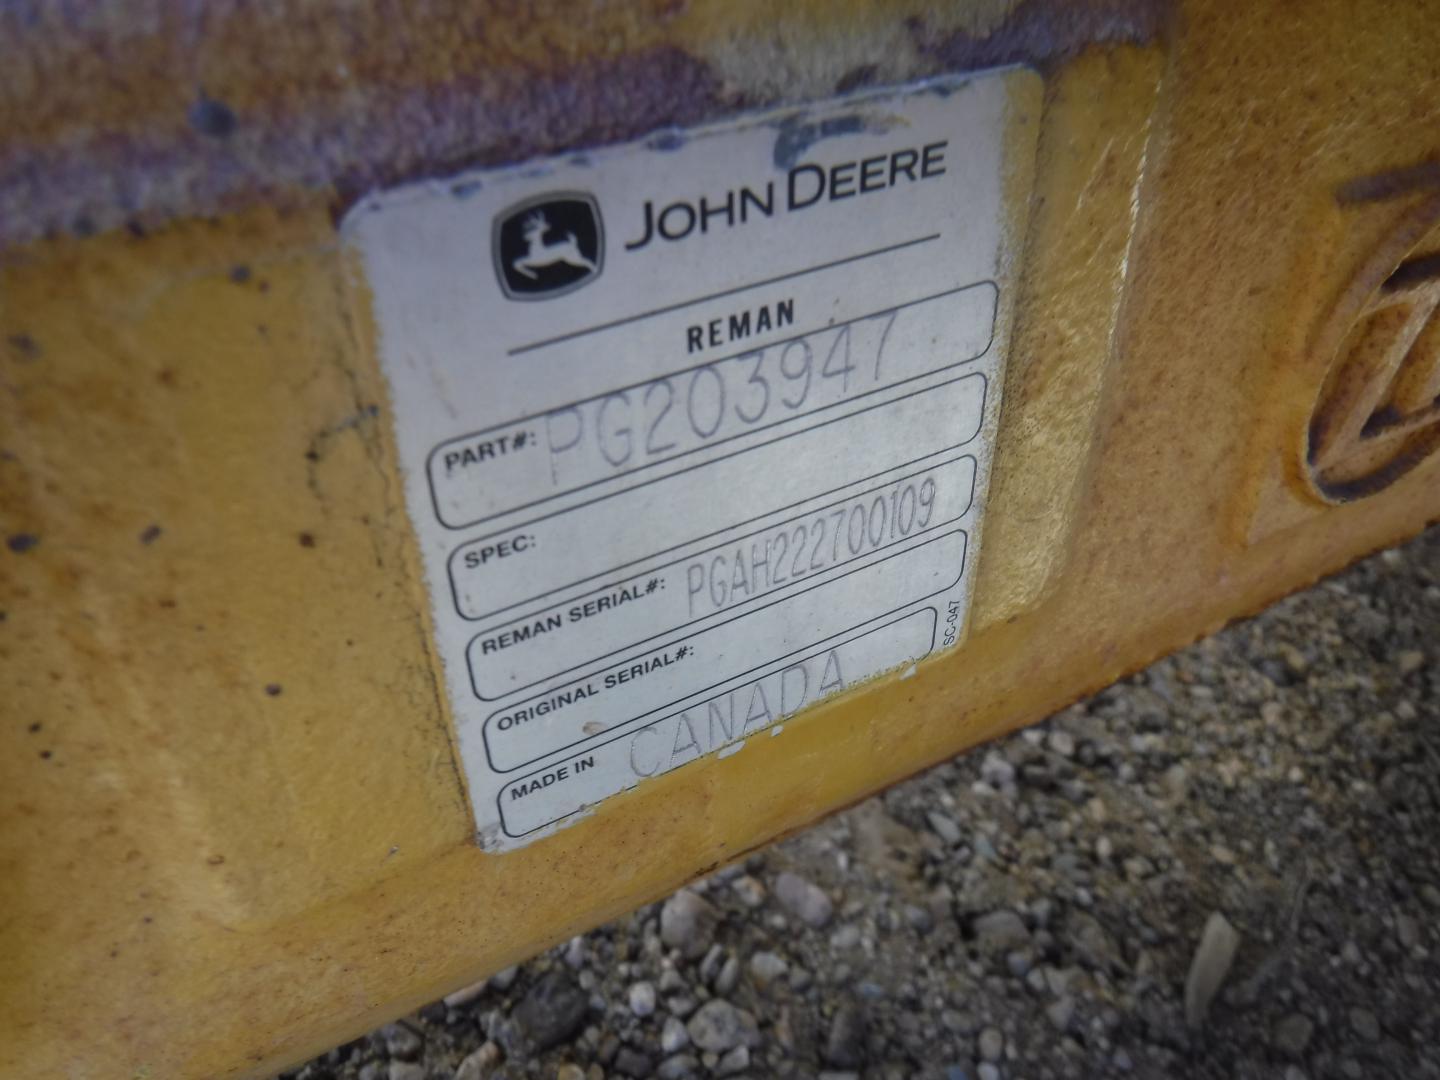 JOHN DEERE
REMAN
PART#: PG203947
SPEC:
REMAN SERIAL#: PGAH222700109
ORIGINAL SERIAL#:
MADE IN CANADA
SC-047